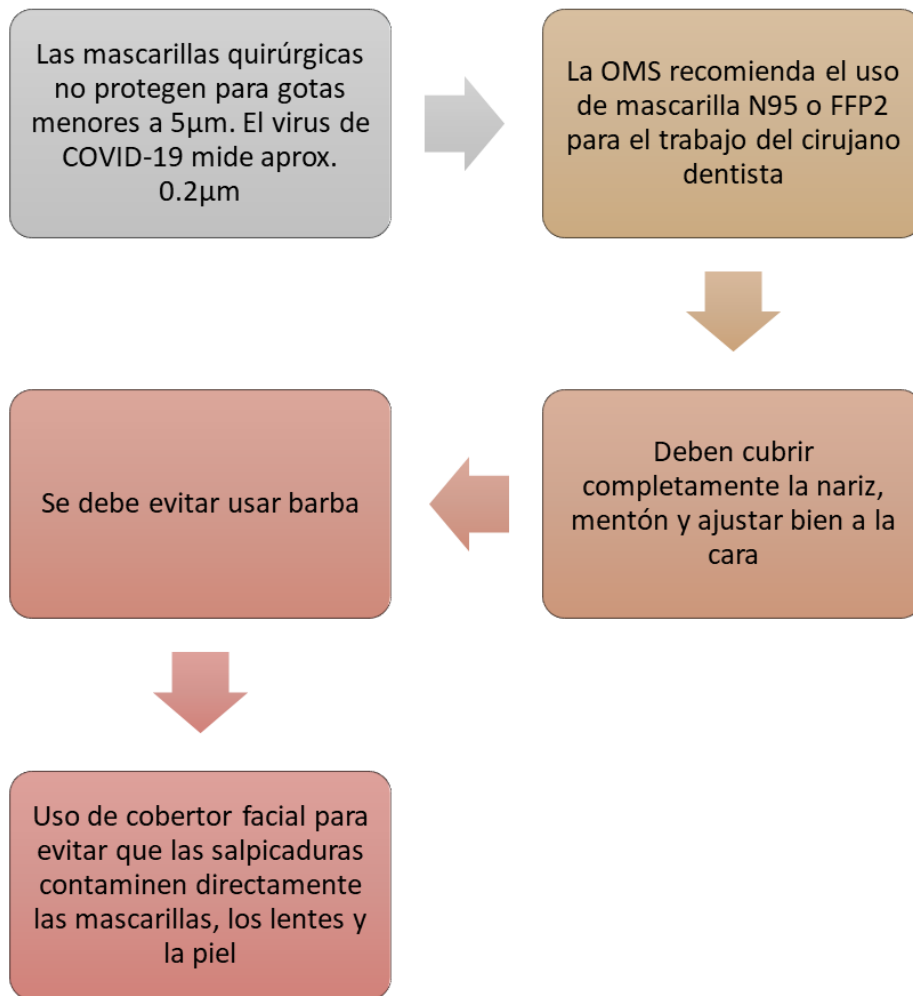 Las mascarillas quirúrgicas
no protegen para gotas
menores a 5µm. El virus de
COVID-19 mide aprox.
0.2µm
La OMS recomienda el uso
de mascarilla N95 o FFP2
para el trabajo del cirujano
dentista
Deben cubrir
completamente la nariz,
mentón y ajustar bien a la
cara
Se debe evitar usar barba
Uso de cobertor facial para
evitar que las salpicaduras
contaminen directamente
las mascarillas, los lentes y
la piel